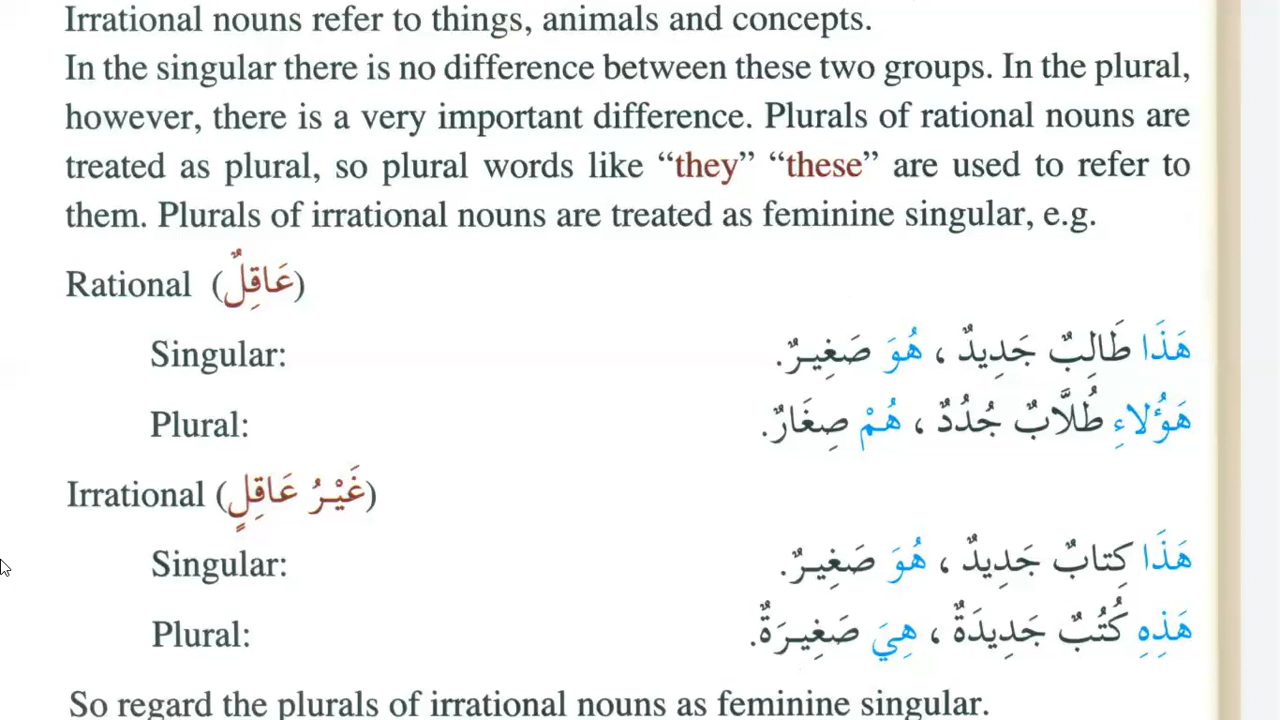 Irrational nouns refer to things, animals and concepts.
In the singular there is no difference between these two groups. In the plural,
however, there is a very important difference. Plurals of rational nouns are
treated as plural, so plural words like “they” “these” are used to refer to
them. Plurals of irrational nouns are treated as feminine singular, e.g.
Rational (عَاقِلٌ)
Singular: هَذَا طَالِبٌ جَدِيدٌ ، هُوَ صَغِيرٌ.
Plural: هَؤُلاءِ طُلَّابٌ جُدُدٌ ، هُمْ صِغَارٌ.
Irrational (غَيْرُ عَاقِلٍ)
Singular: هَذَا كِتابٌ جَدِيدٌ ، هُوَ صَغِيرٌ.
Plural: هَذِهِ كُتُبٌ جَدِيدَةٌ ، هِيَ صَغِيرَةٌ.
So regard the plurals of irrational nouns as feminine singular.